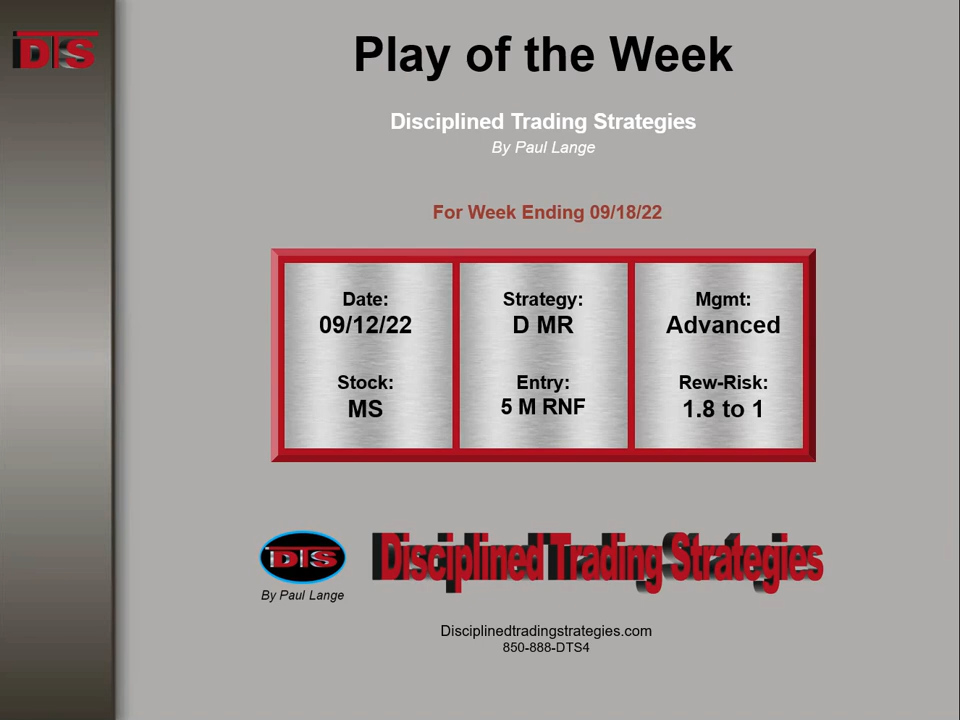 DTS
Play of the Week
Disciplined Trading Strategies
By Paul Lange
For Week Ending 09/18/22
Date:
09/12/22
Stock:
MS
Strategy:
D MR
Entry:
5 M RNF
Mgmt:
Advanced
Rew-Risk:
1.8 to 1
DTS
By Paul Lange
Disciplined Trading Strategies
Disciplinedtradingstrategies.com
850-888-DTS4